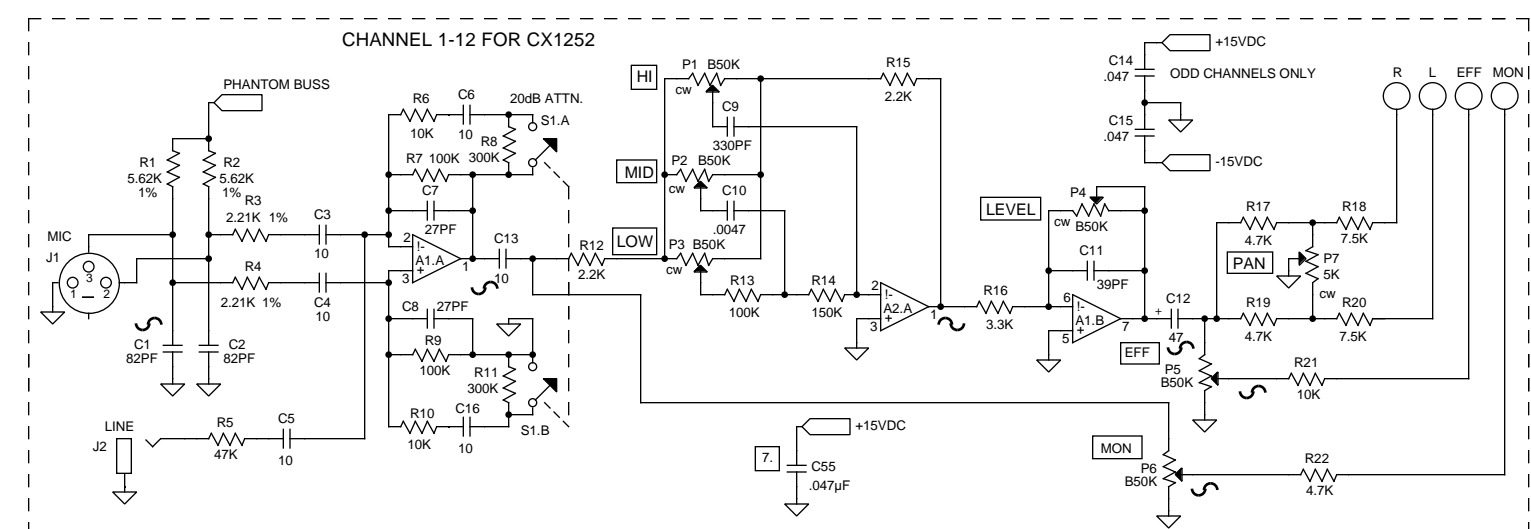 CHANNEL 1-12 FOR CX1252
PHANTOM BUSS
R1
5.62K
1%
R2
5.62K
1%
R3
2.21K 1%
C3
10
MIC
J1
3
1
2
R4
2.21K 1%
C4
10
C1
82PF
C2
82PF
LINE
J2
R5
47K
C5
10
R6
10K
C6
10
20dB ATTN.
S1.A
R8
300K
R7 100K
C7
27PF
2
!-
A1.A
+
3
1
C13
10
C8 27PF
R9
100K
R11
300K
R10
10K
C16
10
S1.B
R12
2.2K
HI
P1 B50K
cw
C9
330PF
MID
P2 B50K
cw
C10
.0047
LOW
P3 B50K
cw
R13
100K
R14
150K
R15
2.2K
2
!-
A2.A
+
3
1
R16
3.3K
LEVEL
P4
cw
B50K
C11
39PF
6
!-
A1.B
+
5
7
+15VDC
C14
.047
ODD CHANNELS ONLY
C15
.047
-15VDC
+
C12
47
EFF
P5
B50K
R17
4.7K
R18
7.5K
PAN
P7
5K
cw
R19
4.7K
R20
7.5K
R21
10K
R
L
EFF
MON
+15VDC
7.
C55
.047µF
MON
P6
B50K
R22
4.7K